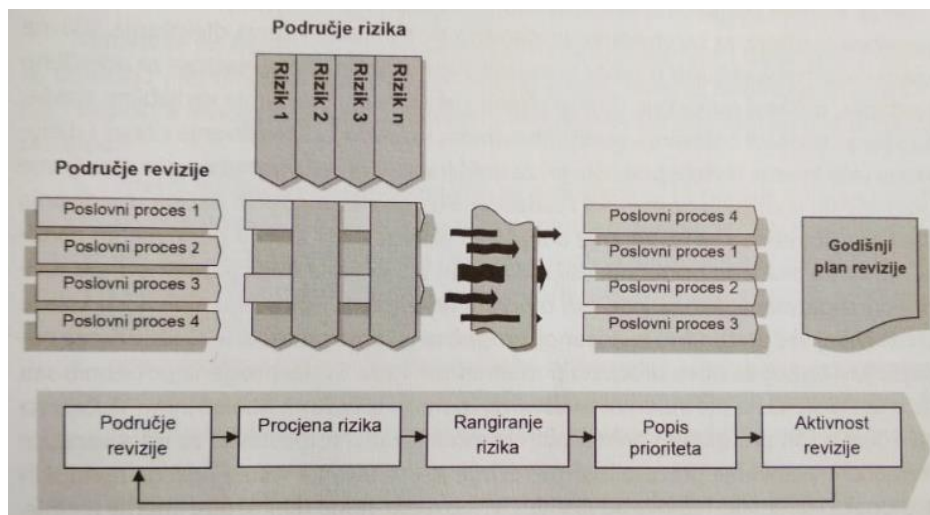 Područje rizika
Rizik 1
Rizik 2
Rizik 3
Rizik n
Područje revizije
Poslovni proces 1
Poslovni proces 2
Poslovni proces 3
Poslovni proces 4
Poslovni proces 4
Poslovni proces 1
Poslovni proces 2
Poslovni proces 3
Godišnji
plan revizije
Područje
revizije
Procjena rizika
Rangiranje
rizika
Popis
prioriteta
Aktivnost
revizije